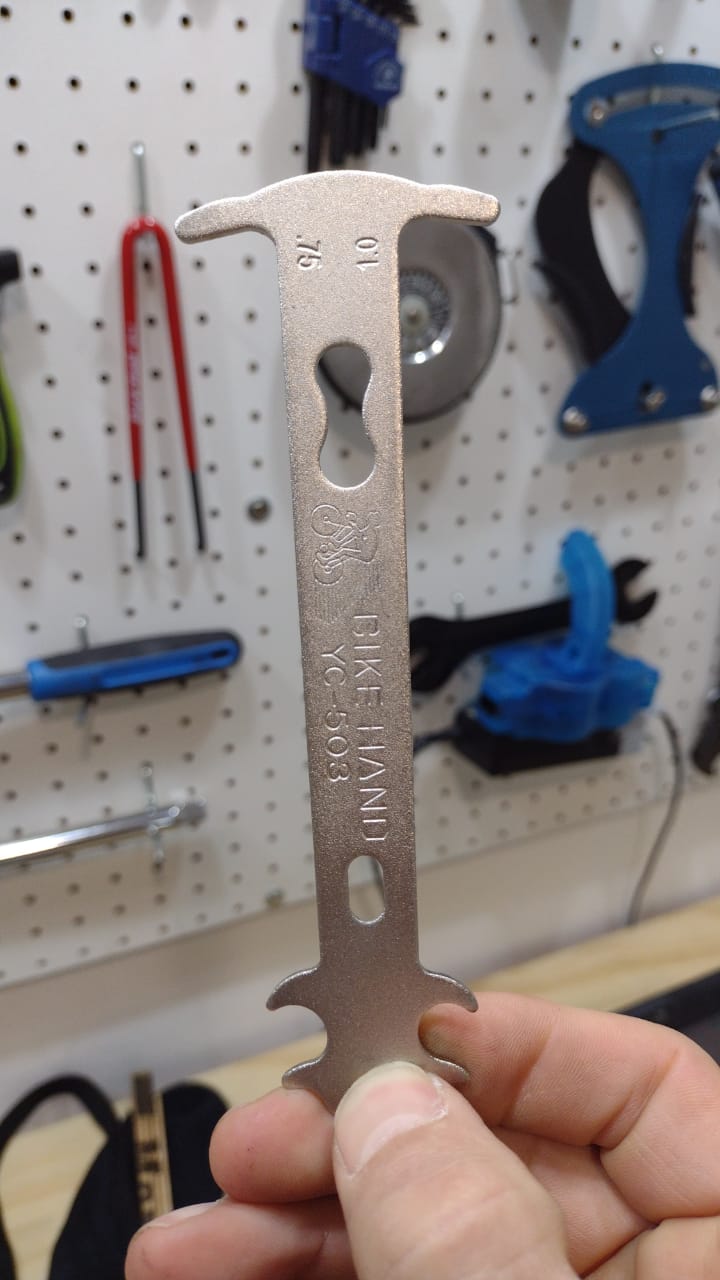 .75
1.0
BIKE HAND
YC-503